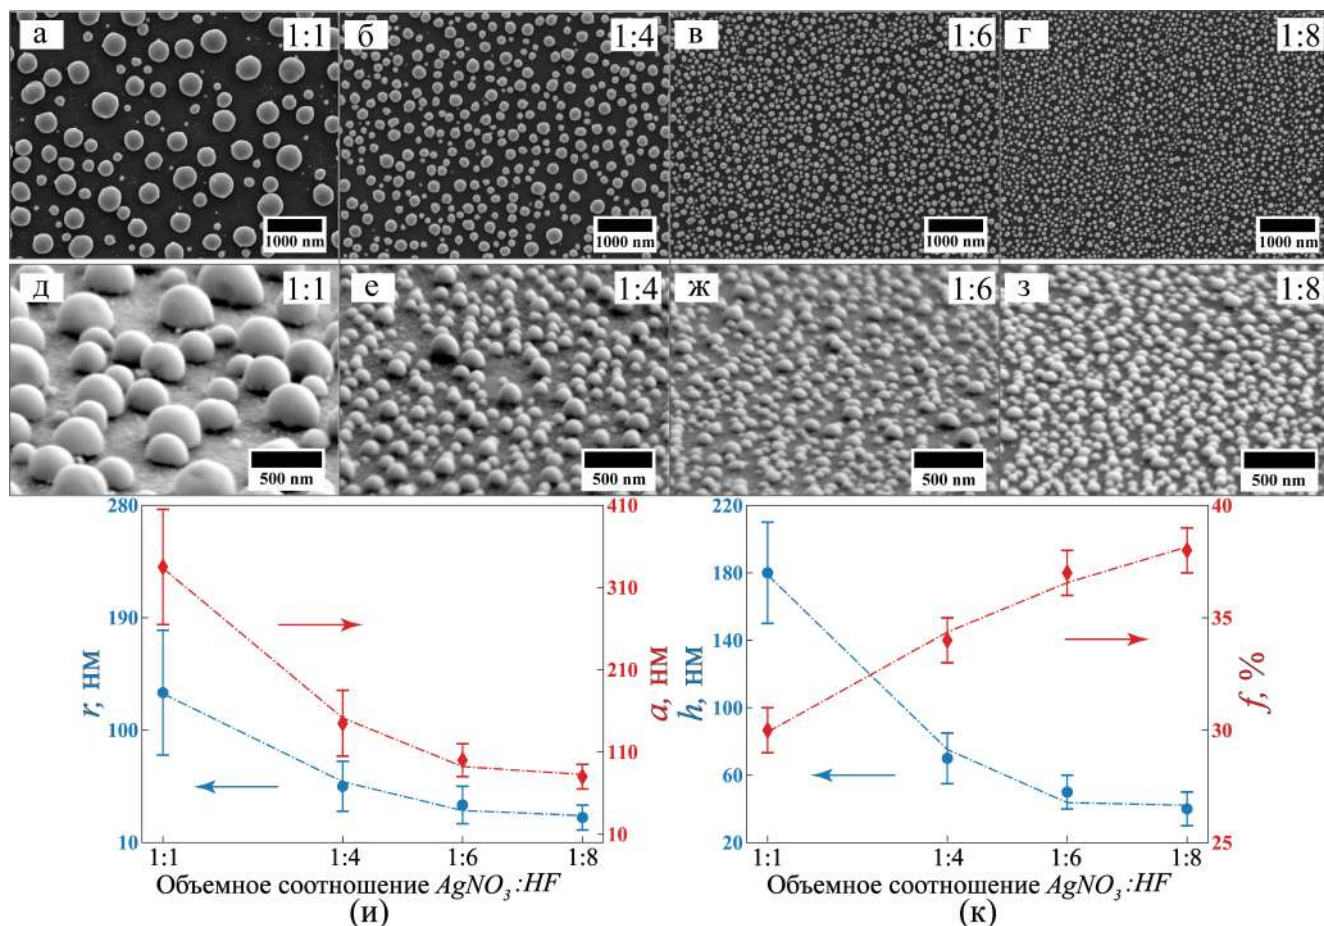 а
1:1
б
1:4
в
1:6
г
1:8
1000 nm
1000 nm
1000 nm
1000 nm
д
1:1
е
1:4
ж
1:6
з
1:8
500 nm
500 nm
500 nm
500 nm
280
190
100
10
r, нм
410
310
210
110
10
a, нм
1:1
1:4
1:6
1:8
Объемное соотношение AgNO₃:HF
(и)
220
180
140
100
60
20
h, нм
40
35
30
25
f, %
1:1
1:4
1:6
1:8
Объемное соотношение AgNO₃:HF
(к)